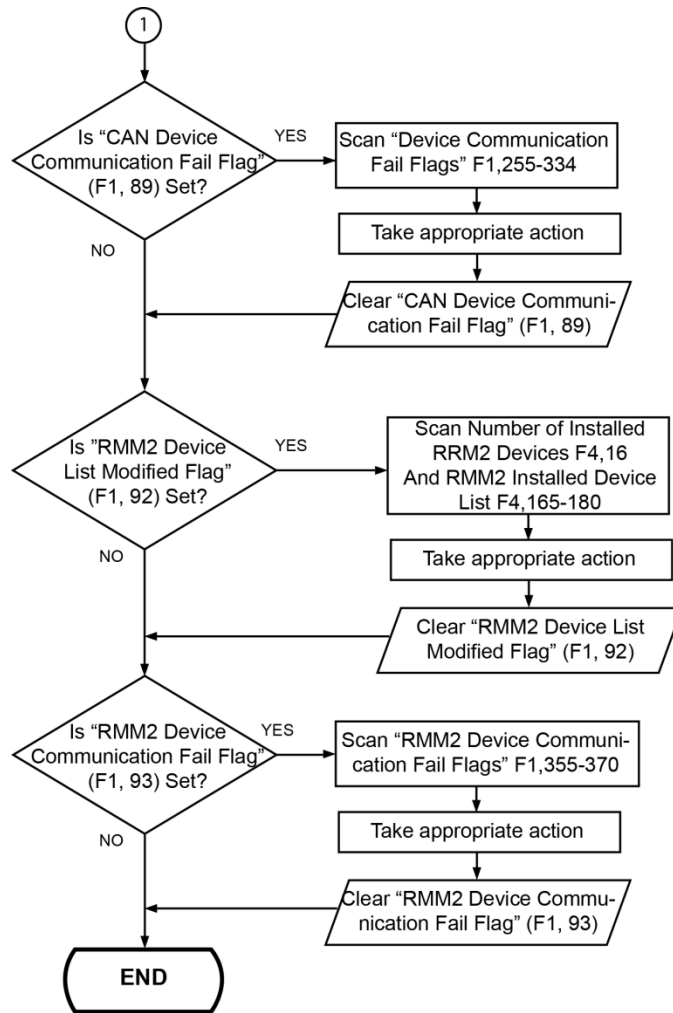 1
Is “CAN Device
Communication Fail Flag”
(F1, 89) Set?
YES
Scan “Device Communication
Fail Flags” F1,255-334
Take appropriate action
Clear “CAN Device Communi-
cation Fail Flag” (F1, 89)
NO
Is ”RMM2 Device
List Modified Flag”
(F1, 92) Set?
YES
Scan Number of Installed
RRM2 Devices F4,16
And RMM2 Installed Device
List F4,165-180
Take appropriate action
Clear “RMM2 Device List
Modified Flag” (F1, 92)
NO
Is “RMM2 Device
Communication Fail Flag”
(F1, 93) Set?
YES
Scan “RMM2 Device Communi-
cation Fail Flags” F1,355-370
Take appropriate action
Clear “RMM2 Device Commu-
nication Fail Flag” (F1, 93)
NO
END